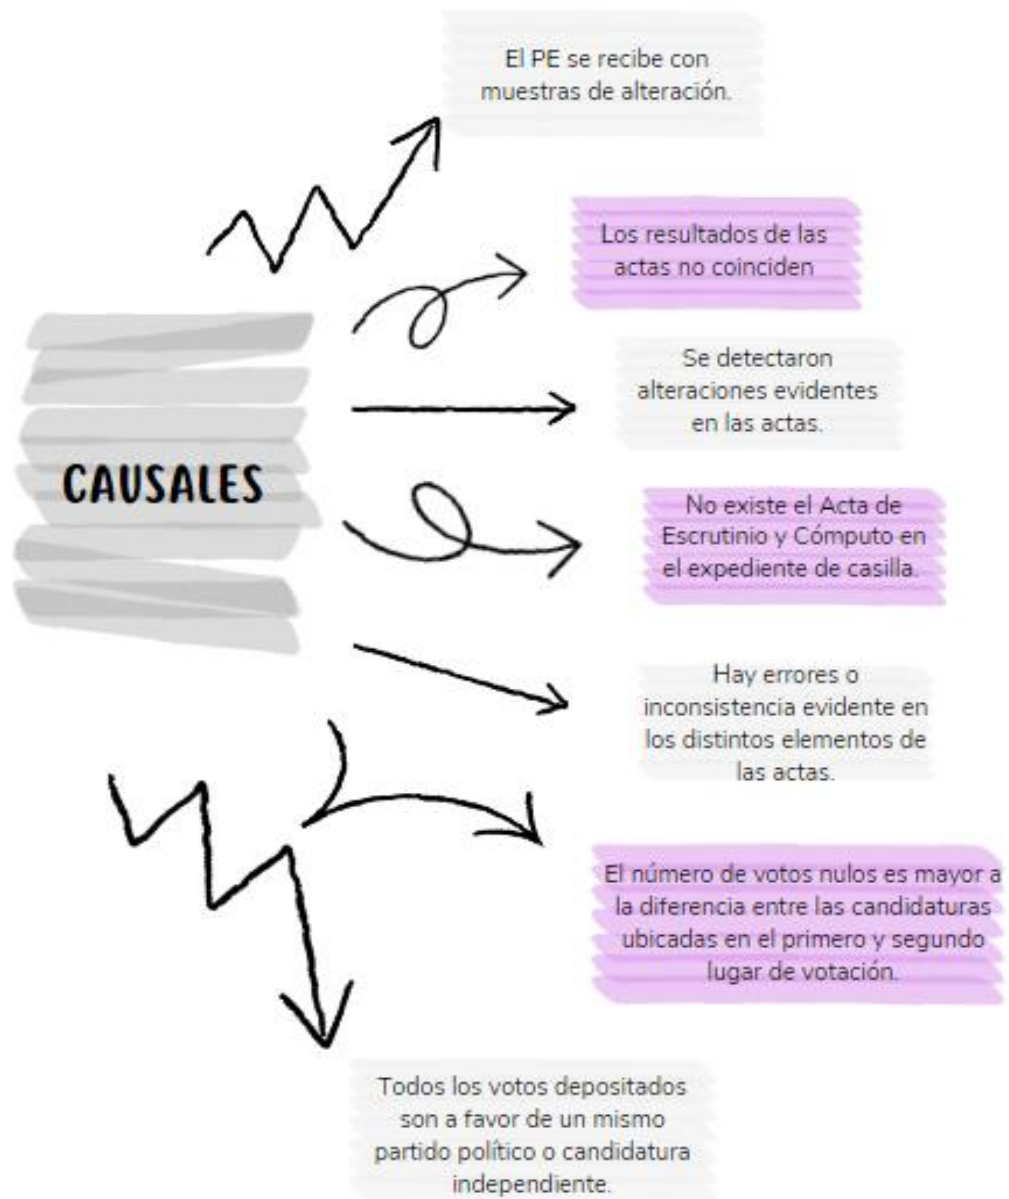 El PE se recibe con
muestras de alteración.
Los resultados de las
actas no coinciden
Se detectaron
alteraciones evidentes
en las actas.
CAUSALES
No existe el Acta de
Escrutinio y Cómputo en
el expediente de casilla.
Hay errores o
inconsistencia evidente en
los distintos elementos de
las actas.
El número de votos nulos es mayor a
la diferencia entre las candidaturas
ubicadas en el primero y segundo
lugar de votación.
Todos los votos depositados
son a favor de un mismo
partido político o candidatura
independiente.